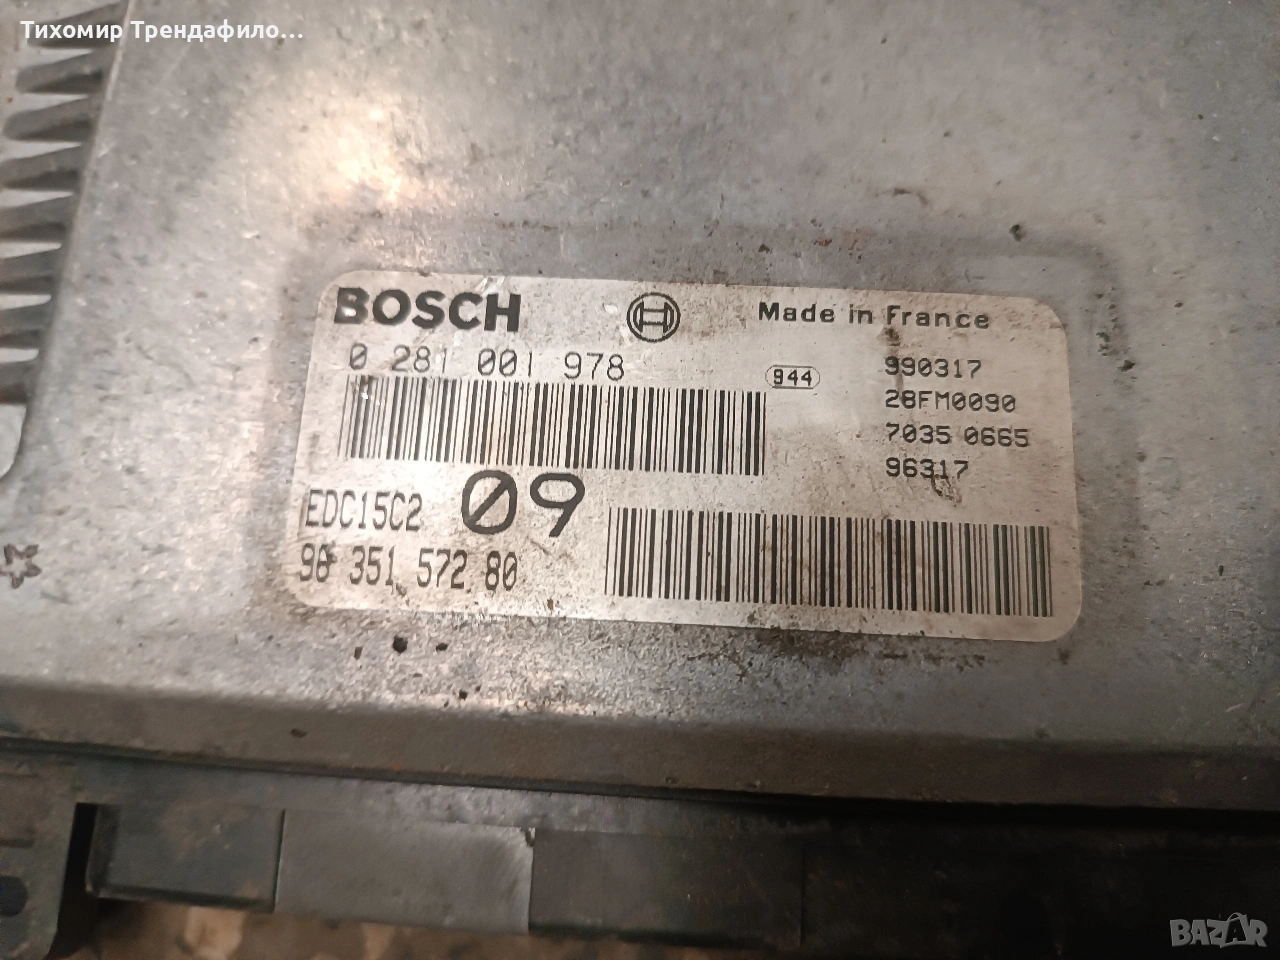 Тихомир Трендафило...
BOSCH
Made in France
0 281 001 978
944
990317
28FM0090
7035 0665
96317
EDC15C2 09
96 351 572 80
BAZAR